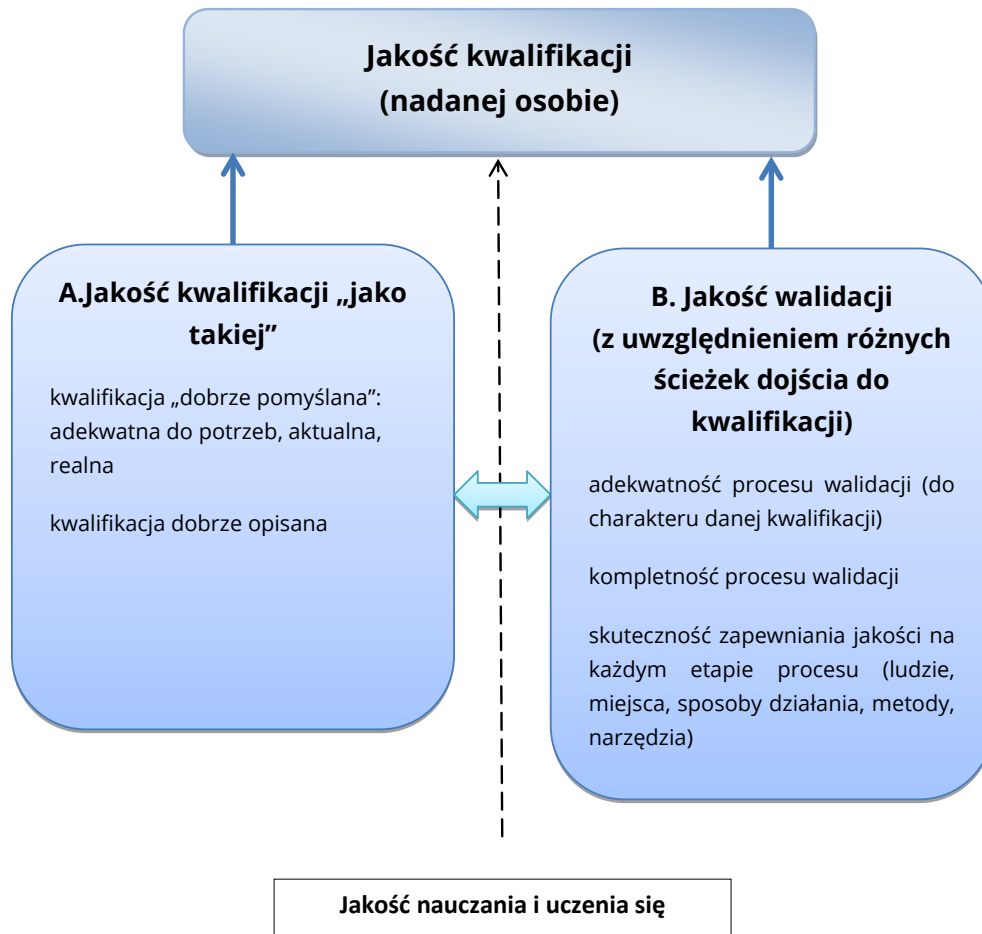 Jakość kwalifikacji
(nadanej osobie)
A.Jakość kwalifikacji „jako
takiej”
kwalifikacja „dobrze pomyślana”:
adekwatna do potrzeb, aktualna,
realna
kwalifikacja dobrze opisana
B. Jakość walidacji
(z uwzględnieniem różnych
ścieżek dojścia do
kwalifikacji)
adekwatność procesu walidacji (do
charakteru danej kwalifikacji)
kompletność procesu walidacji
skuteczność zapewniania jakości na
każdym etapie procesu (ludzie,
miejsca, sposoby działania, metody,
narzędzia)
Jakość nauczania i uczenia się